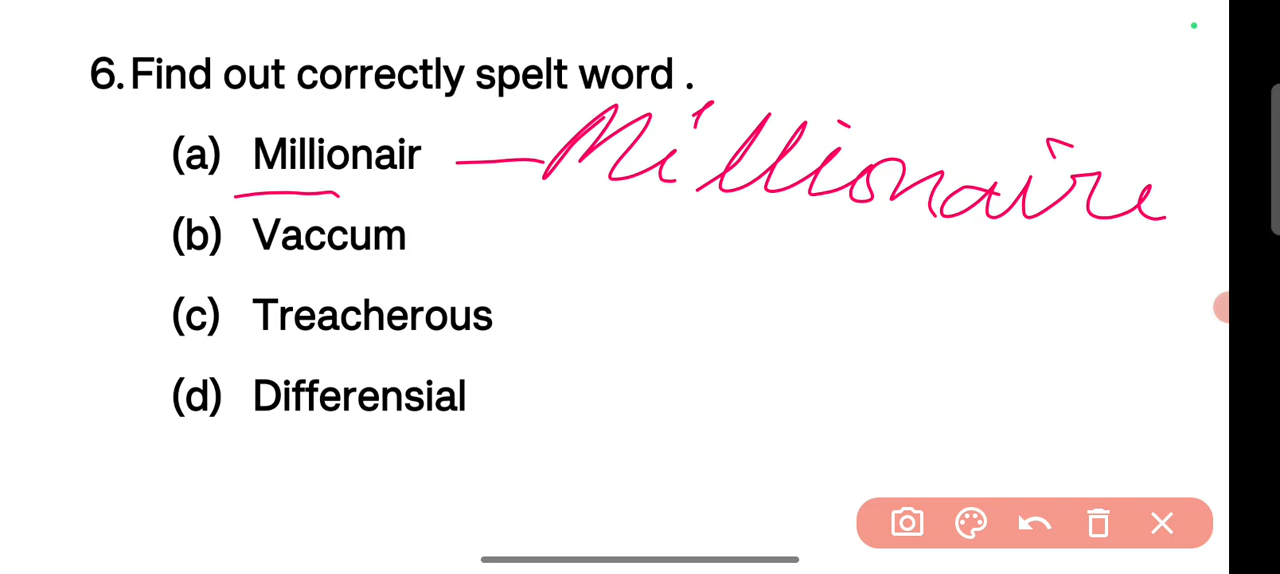 6. Find out correctly spelt word .
(a) Millionair — Millionaire
(b) Vaccum
(c) Treacherous
(d) Differensial